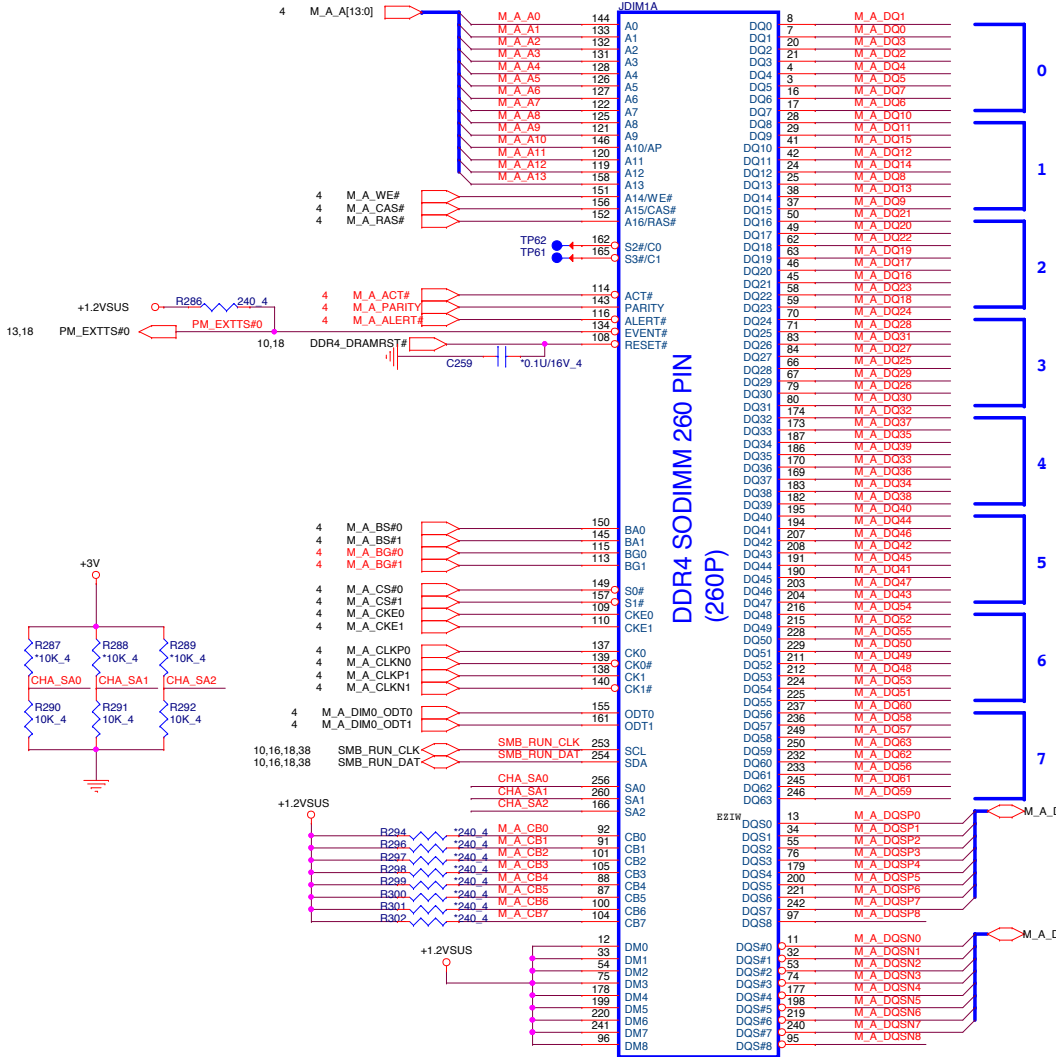 JDIM1A
4 M_A_A[13:0]
M_A_A0 144 A0
M_A_A1 133 A1
M_A_A2 132 A2
M_A_A3 131 A3
M_A_A4 128 A4
M_A_A5 126 A5
M_A_A6 127 A6
M_A_A7 122 A7
M_A_A8 125 A8
M_A_A9 121 A9
M_A_A10 146 A10/AP
M_A_A11 120 A11
M_A_A12 119 A12
M_A_A13 158 A13
4 M_A_WE# 151 A14/WE#
4 M_A_CAS# 156 A15/CAS#
4 M_A_RAS# 152 A16/RAS#
TP62 162 S2#/C0
TP61 165 S3#/C1
4 M_A_ACT# 114 ACT#
4 M_A_PARITY 143 PARITY
4 M_A_ALERT# 116 ALERT#
134 EVENT#
+1.2VSUS R286 240_4
13,18 PM_EXTTS#0 PM_EXTTS#0
10,18 DDR4_DRAMRST# 108 RESET#
C259 *0.1U/16V_4
4 M_A_BS#0 150 BA0
4 M_A_BS#1 145 BA1
4 M_A_BG#0 115 BG0
4 M_A_BG#1 113 BG1
4 M_A_CS#0 149 S0#
4 M_A_CS#1 157 S1#
4 M_A_CKE0 109 CKE0
4 M_A_CKE1 110 CKE1
4 M_A_CLKP0 137 CK0
4 M_A_CLKN0 139 CK0#
4 M_A_CLKP1 138 CK1
4 M_A_CLKN1 140 CK1#
4 M_A_DIM0_ODT0 155 ODT0
4 M_A_DIM0_ODT1 161 ODT1
10,16,18,38 SMB_RUN_CLK SMB_RUN_CLK 253 SCL
10,16,18,38 SMB_RUN_DAT SMB_RUN_DAT 254 SDA
CHA_SA0 256 SA0
CHA_SA1 260 SA1
CHA_SA2 166 SA2
+3V
R287 *10K_4 R288 *10K_4 R289 *10K_4
CHA_SA0 CHA_SA1 CHA_SA2
R290 10K_4 R291 10K_4 R292 10K_4
+1.2VSUS
R294 *240_4 M_A_CB0 92 CB0
R296 *240_4 M_A_CB1 91 CB1
R297 *240_4 M_A_CB2 101 CB2
R298 *240_4 M_A_CB3 105 CB3
R299 *240_4 M_A_CB4 88 CB4
R300 *240_4 M_A_CB5 87 CB5
R301 *240_4 M_A_CB6 100 CB6
R302 *240_4 M_A_CB7 104 CB7
+1.2VSUS
12 DM0
33 DM1
54 DM2
75 DM3
178 DM4
199 DM5
220 DM6
241 DM7
96 DM8
DDR4 SODIMM 260 PIN
(260P)
DQ0 8 M_A_DQ1
DQ1 7 M_A_DQ0
DQ2 20 M_A_DQ3
DQ3 21 M_A_DQ2
DQ4 4 M_A_DQ4
DQ5 3 M_A_DQ5
DQ6 16 M_A_DQ7
DQ7 17 M_A_DQ6
0
DQ8 28 M_A_DQ10
DQ9 29 M_A_DQ11
DQ10 41 M_A_DQ15
DQ11 42 M_A_DQ12
DQ12 24 M_A_DQ14
DQ13 25 M_A_DQ8
DQ14 38 M_A_DQ13
DQ15 37 M_A_DQ9
1
DQ16 50 M_A_DQ21
DQ17 49 M_A_DQ20
DQ18 62 M_A_DQ22
DQ19 63 M_A_DQ19
DQ20 46 M_A_DQ17
DQ21 45 M_A_DQ16
DQ22 58 M_A_DQ23
DQ23 59 M_A_DQ18
2
DQ24 70 M_A_DQ24
DQ25 71 M_A_DQ28
DQ26 83 M_A_DQ31
DQ27 84 M_A_DQ27
DQ28 66 M_A_DQ25
DQ29 67 M_A_DQ29
DQ30 79 M_A_DQ26
DQ31 80 M_A_DQ30
3
DQ32 174 M_A_DQ32
DQ33 173 M_A_DQ37
DQ34 187 M_A_DQ35
DQ35 186 M_A_DQ39
DQ36 170 M_A_DQ33
DQ37 169 M_A_DQ36
DQ38 183 M_A_DQ34
DQ39 182 M_A_DQ38
4
DQ40 195 M_A_DQ40
DQ41 194 M_A_DQ44
DQ42 207 M_A_DQ46
DQ43 208 M_A_DQ42
DQ44 191 M_A_DQ45
DQ45 190 M_A_DQ41
DQ46 203 M_A_DQ47
DQ47 204 M_A_DQ43
5
DQ48 216 M_A_DQ54
DQ49 215 M_A_DQ52
DQ50 228 M_A_DQ55
DQ51 229 M_A_DQ50
DQ52 211 M_A_DQ49
DQ53 212 M_A_DQ48
DQ54 224 M_A_DQ53
DQ55 225 M_A_DQ51
6
DQ56 237 M_A_DQ60
DQ57 236 M_A_DQ58
DQ58 249 M_A_DQ57
DQ59 250 M_A_DQ63
DQ60 232 M_A_DQ62
DQ61 233 M_A_DQ56
DQ62 245 M_A_DQ61
DQ63 246 M_A_DQ59
7
EZIW
DQS0 13 M_A_DQSP0 M_A_D
DQS1 34 M_A_DQSP1
DQS2 55 M_A_DQSP2
DQS3 76 M_A_DQSP3
DQS4 179 M_A_DQSP4
DQS5 200 M_A_DQSP5
DQS6 221 M_A_DQSP6
DQS7 242 M_A_DQSP7
DQS8 97 M_A_DQSP8
DQS#0 11 M_A_DQSN0 M_A_D
DQS#1 32 M_A_DQSN1
DQS#2 53 M_A_DQSN2
DQS#3 74 M_A_DQSN3
DQS#4 177 M_A_DQSN4
DQS#5 198 M_A_DQSN5
DQS#6 219 M_A_DQSN6
DQS#7 240 M_A_DQSN7
DQS#8 95 M_A_DQSN8